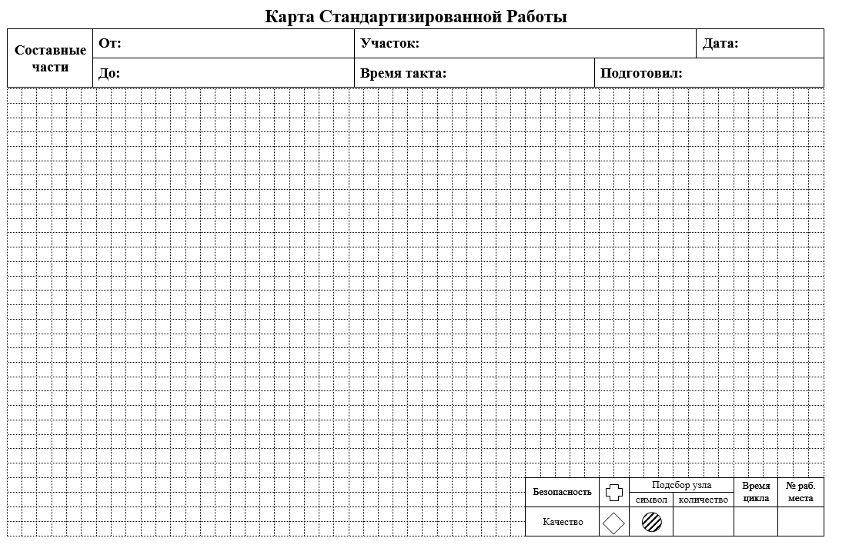 Карта Стандартизированной Работы
Составные части
От:
Участок:
Дата:
До:
Время такта:
Подготовил:
Безопасность
Подсбор узла
Время цикла
№ раб. места
символ
количество
Качество